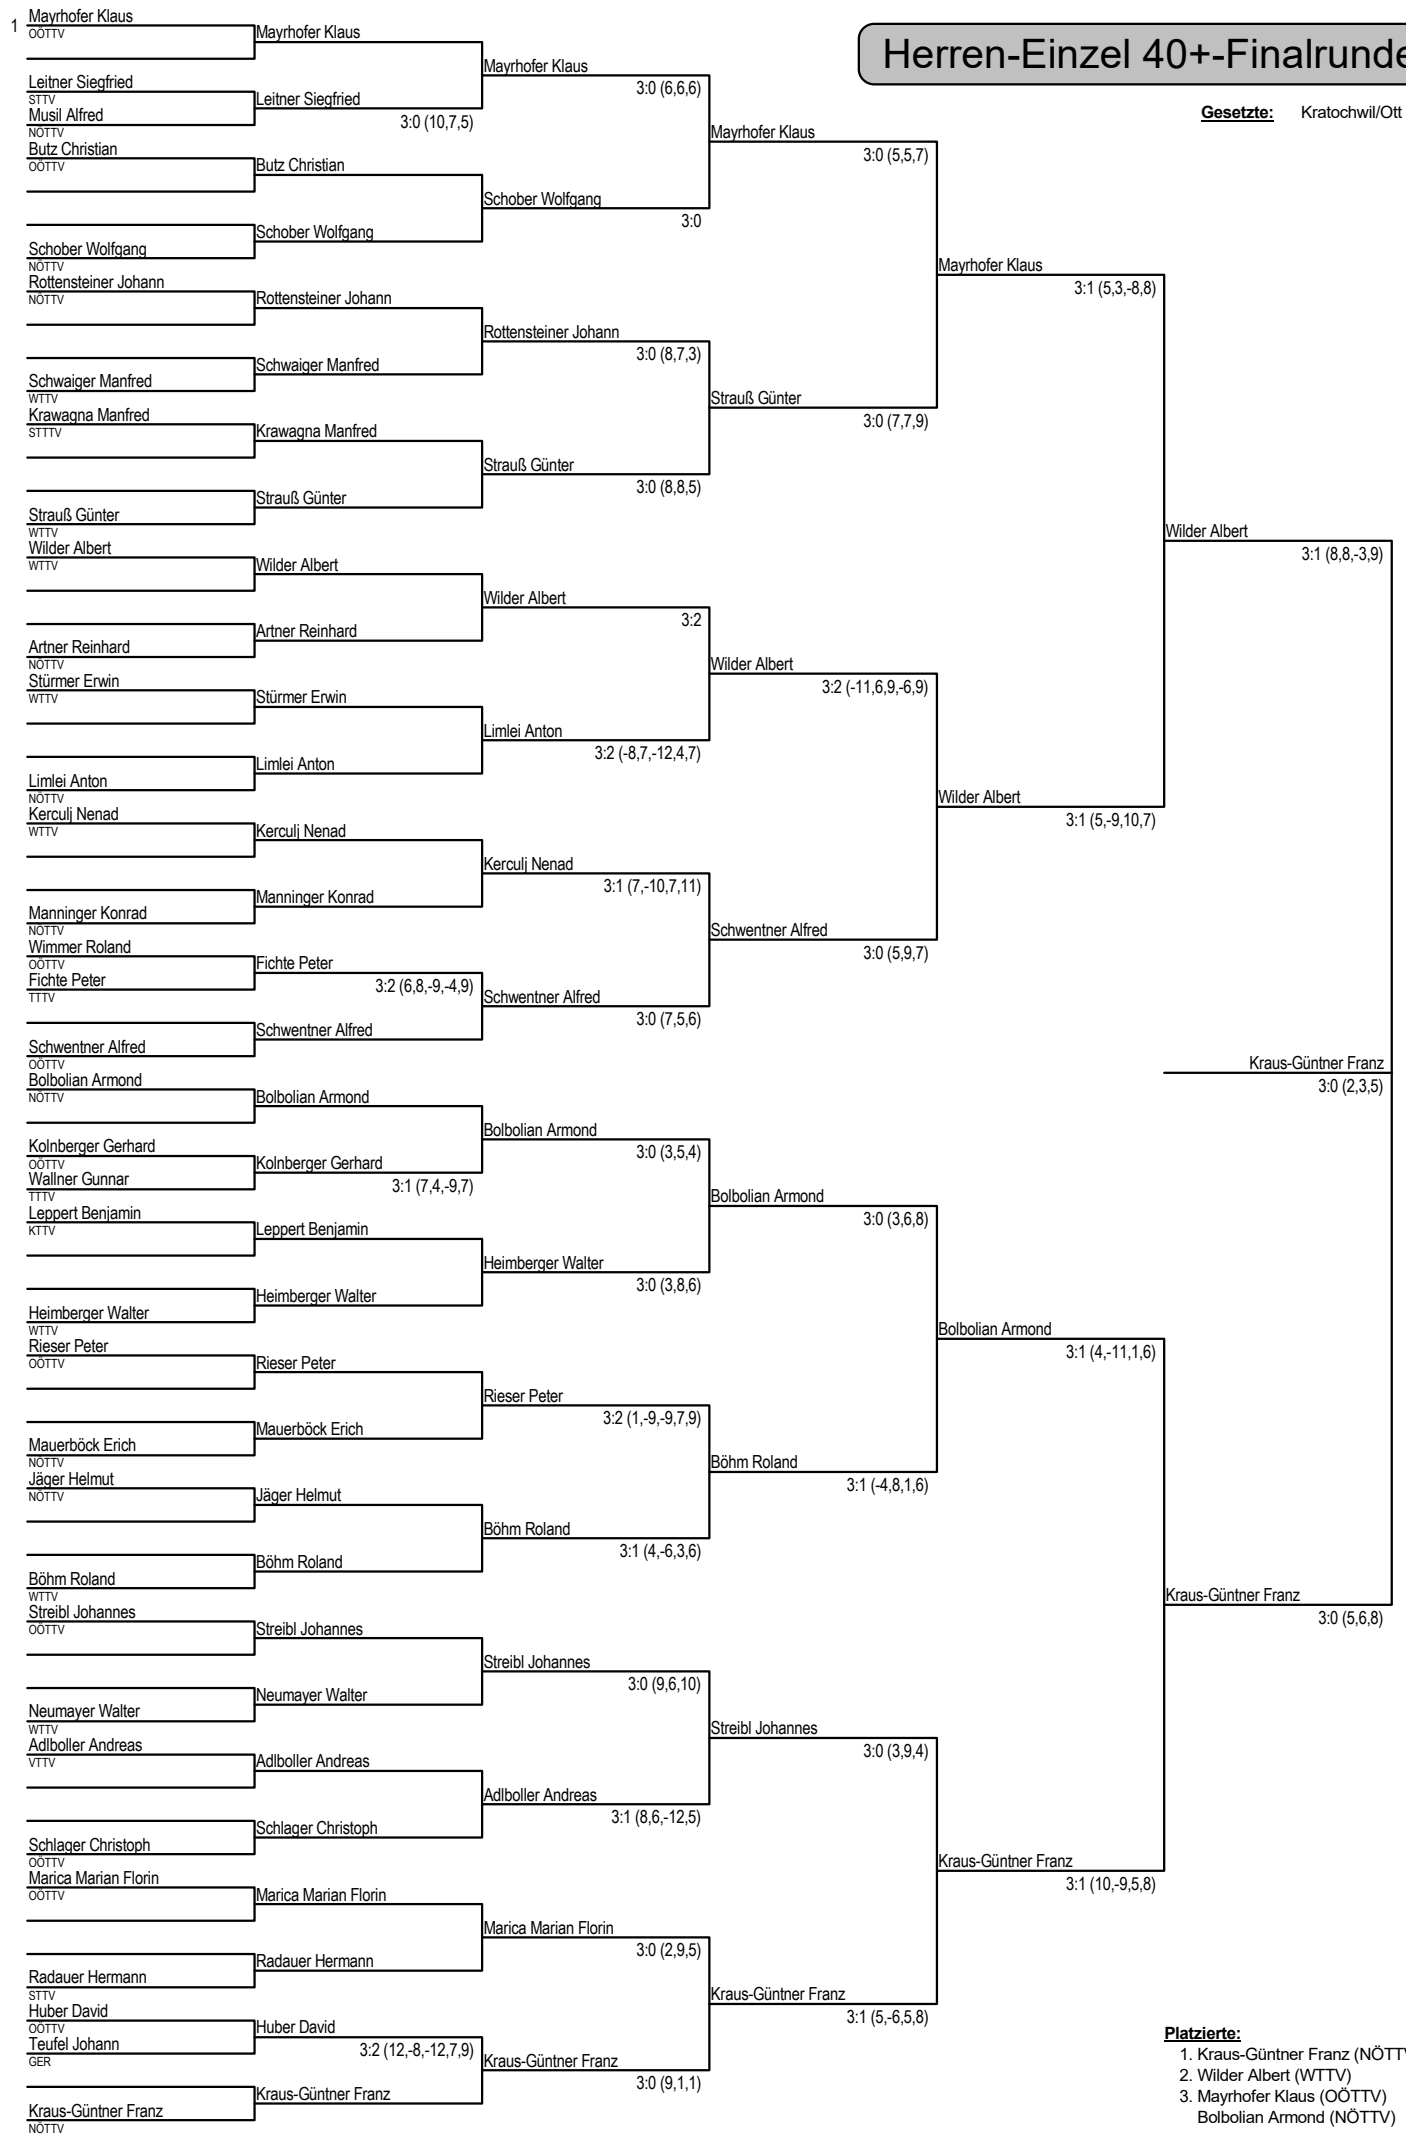 Herren-Einzel 40+-Finalrunde
Gesetzte: Kratochwil/Ott
1
Mayrhofer Klaus
OÖTTV
Leitner Siegfried
STTV
Musil Alfred
NÖTTV
Butz Christian
OÖTTV
Schober Wolfgang
NÖTTV
Rottensteiner Johann
NÖTTV
Schwaiger Manfred
WTTV
Krawagna Manfred
STTTV
Strauß Günter
WTTV
Wilder Albert
WTTV
Artner Reinhard
NÖTTV
Stürmer Erwin
WTTV
Limlei Anton
NÖTTV
Kerculj Nenad
WTTV
Manninger Konrad
NÖTTV
Wimmer Roland
OÖTTV
Fichte Peter
TTTV
Schwentner Alfred
OÖTTV
Bolbolian Armond
NÖTTV
Kolnberger Gerhard
OÖTTV
Wallner Gunnar
TTTV
Leppert Benjamin
KTTV
Heimberger Walter
WTTV
Rieser Peter
OÖTTV
Mauerböck Erich
NÖTTV
Jäger Helmut
NÖTTV
Böhm Roland
WTTV
Streibl Johannes
OÖTTV
Neumayer Walter
WTTV
Adlboller Andreas
VTTV
Schlager Christoph
OÖTTV
Marica Marian Florin
OÖTTV
Radauer Hermann
STTV
Huber David
OÖTTV
Teufel Johann
GER
Kraus-Güntner Franz
NÖTTV
Mayrhofer Klaus
Leitner Siegfried
3:0 (10,7,5)
Butz Christian
Schober Wolfgang
Rottensteiner Johann
Schwaiger Manfred
Krawagna Manfred
Strauß Günter
Wilder Albert
Artner Reinhard
Stürmer Erwin
Limlei Anton
Kerculj Nenad
Manninger Konrad
Fichte Peter
3:2 (6,8,-9,-4,9)
Schwentner Alfred
Bolbolian Armond
Kolnberger Gerhard
3:1 (7,4,-9,7)
Leppert Benjamin
Heimberger Walter
Rieser Peter
Mauerböck Erich
Jäger Helmut
Böhm Roland
Streibl Johannes
Neumayer Walter
Adlboller Andreas
Schlager Christoph
Marica Marian Florin
Radauer Hermann
Huber David
3:2 (12,-8,-12,7,9)
Kraus-Güntner Franz
Mayrhofer Klaus
3:0 (6,6,6)
Schober Wolfgang
3:0
Rottensteiner Johann
3:0 (8,7,3)
Strauß Günter
3:0 (8,8,5)
Wilder Albert
3:2
Limlei Anton
3:2 (-8,7,-12,4,7)
Kerculj Nenad
3:1 (7,-10,7,11)
Schwentner Alfred
3:0 (7,5,6)
Bolbolian Armond
3:0 (3,5,4)
Heimberger Walter
3:0 (3,8,6)
Rieser Peter
3:2 (1,-9,-9,7,9)
Böhm Roland
3:1 (4,-6,3,6)
Streibl Johannes
3:0 (9,6,10)
Adlboller Andreas
3:1 (8,6,-12,5)
Marica Marian Florin
3:0 (2,9,5)
Kraus-Güntner Franz
3:0 (9,1,1)
Mayrhofer Klaus
3:0 (5,5,7)
Strauß Günter
3:0 (7,7,9)
Wilder Albert
3:2 (-11,6,9,-6,9)
Schwentner Alfred
3:0 (5,9,7)
Bolbolian Armond
3:0 (3,6,8)
Böhm Roland
3:1 (-4,8,1,6)
Streibl Johannes
3:0 (3,9,4)
Kraus-Güntner Franz
3:1 (5,-6,5,8)
Mayrhofer Klaus
3:1 (5,3,-8,8)
Wilder Albert
3:1 (5,-9,10,7)
Bolbolian Armond
3:1 (4,-11,1,6)
Kraus-Güntner Franz
3:1 (10,-9,5,8)
Wilder Albert
3:1 (8,8,-3,9)
Kraus-Güntner Franz
3:0 (5,6,8)
Kraus-Güntner Franz
3:0 (2,3,5)
Platzierte:
1. Kraus-Güntner Franz (NÖTTV
2. Wilder Albert (WTTV)
3. Mayrhofer Klaus (OÖTTV)
Bolbolian Armond (NÖTTV)